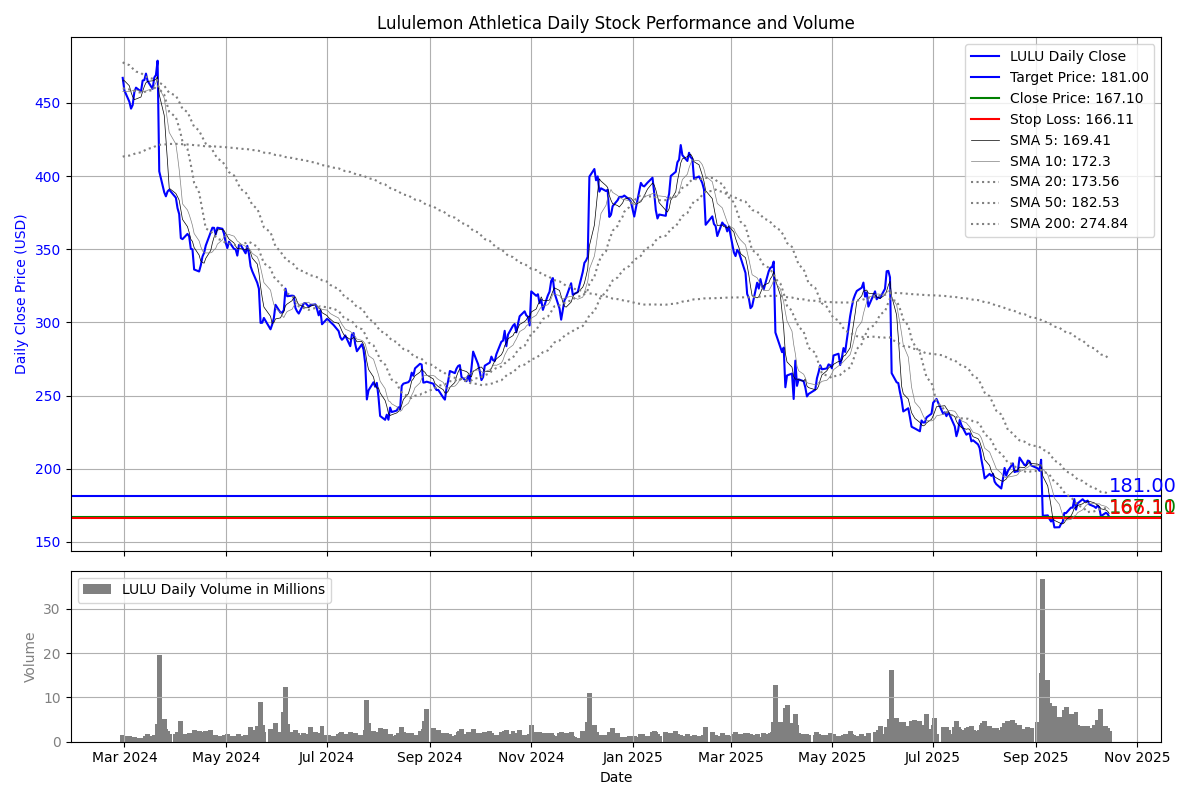 Lululemon Athletica Daily Stock Performance and Volume
LULU Daily Close
Target Price: 181.00
Close Price: 167.10
Stop Loss: 166.11
SMA 5: 169.41
SMA 10: 172.3
SMA 20: 173.56
SMA 50: 182.53
SMA 200: 274.84
Daily Close Price (USD)
450
400
350
300
250
200
150
181.00
167.10
166.11
LULU Daily Volume in Millions
Volume
30
20
10
0
Mar 2024 May 2024 Jul 2024 Sep 2024 Nov 2024 Jan 2025 Mar 2025 May 2025 Jul 2025 Sep 2025 Nov 2025
Date